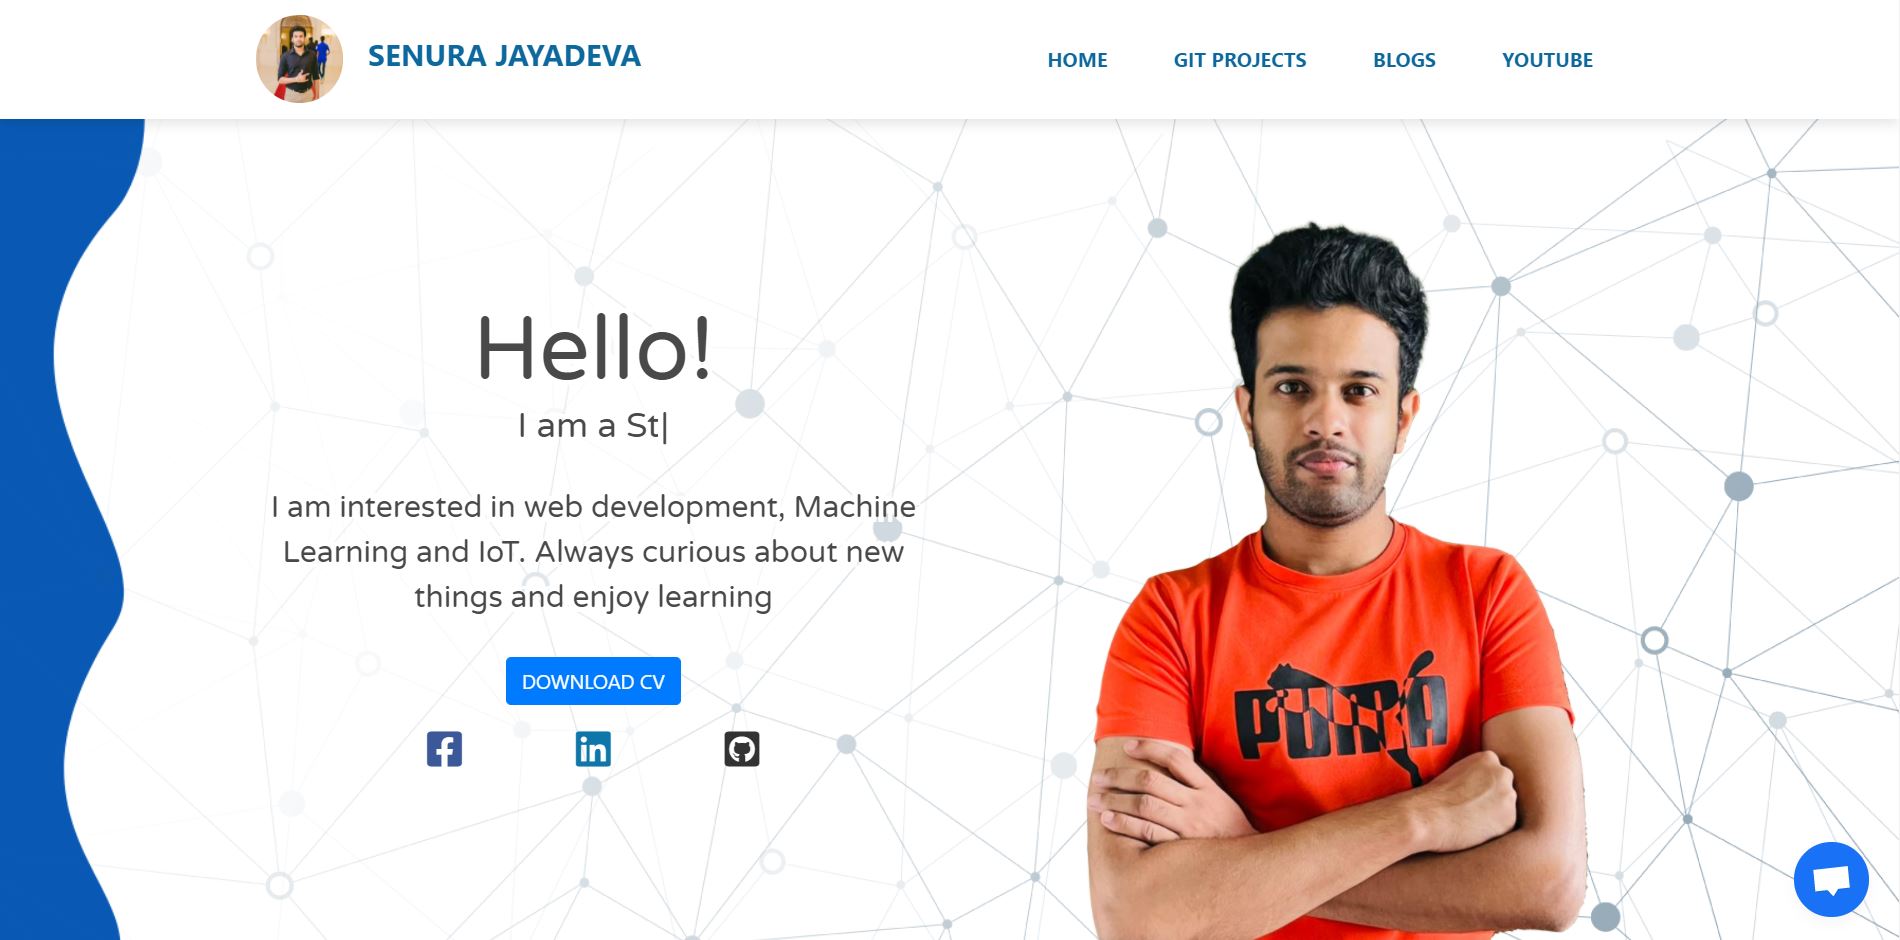 SENURA JAYADEVA
HOME
GIT PROJECTS
BLOGS
YOUTUBE
Hello!
I am a St|
I am interested in web development, Machine
Learning and IoT. Always curious about new
things and enjoy learning
DOWNLOAD CV
f
in
PUMA